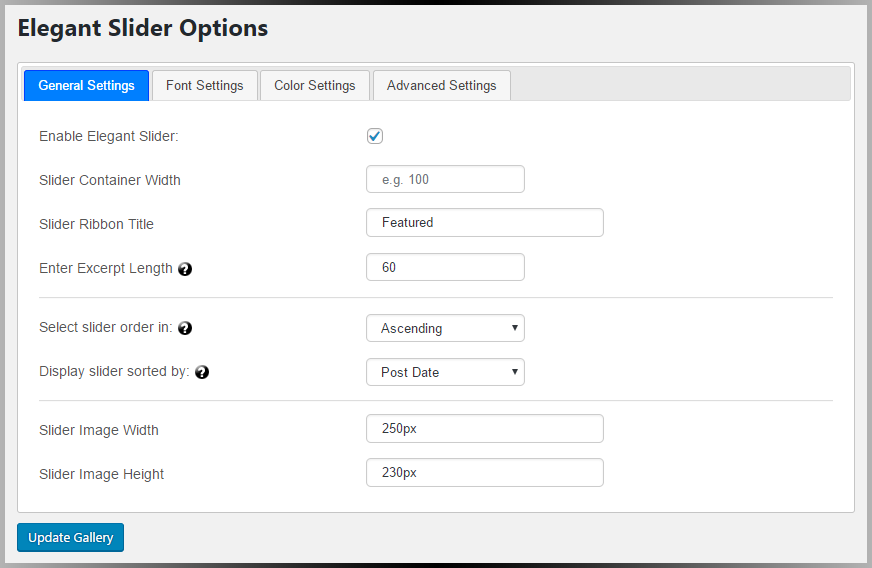 Elegant Slider Options
General Settings Font Settings Color Settings Advanced Settings
Enable Elegant Slider:
Slider Container Width e.g. 100
Slider Ribbon Title Featured
Enter Excerpt Length ? 60
Select slider order in: ? Ascending
Display slider sorted by: ? Post Date
Slider Image Width 250px
Slider Image Height 230px
Update Gallery